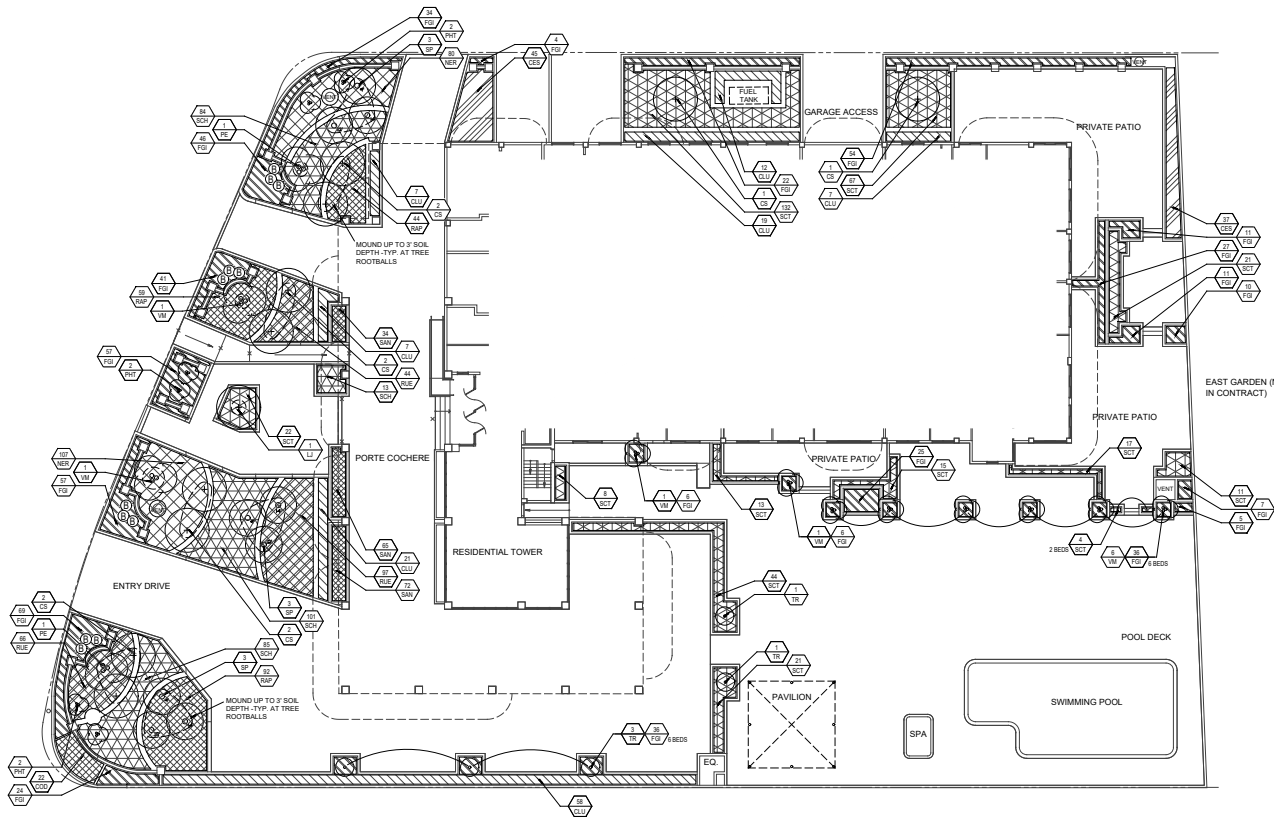 34
FGI
2
PHT
3
SP
80
NER
4
FGI
45
CES
84
SCH
1
PE
46
FGI
VENT
B
B
B
B
7
CLU
2
CS
44
RAP
MOUND UP TO 3' SOIL
DEPTH -TYP. AT TREE
ROOTBALLS
FUEL
TANK
GARAGE ACCESS
VENT
PRIVATE PATIO
12
CLU
22
FGI
1
CS
132
SCT
19
CLU
54
FGI
1
CS
67
SCT
7
CLU
37
CES
11
FGI
27
FGI
21
SCT
11
FGI
10
FGI
41
FGI
59
RAP
1
VM
B
B
B
34
SAN
7
CLU
2
CS
44
RUE
13
SCH
57
FGI
2
PHT
22
SCT
1
LJ
EAST GARDEN (
IN CONTRACT)
PRIVATE PATIO
107
NER
1
VM
57
FGI
B
B
B
B
PORTE COCHERE
8
SCT
1
VM
6
FGI
13
SCT
PRIVATE PATIO
25
FGI
15
SCT
1
VM
6
FGI
17
SCT
VENT
11
SCT
7
FGI
5
FGI
4
SCT
2 BEDS
6
VM
36
FGI
6 BEDS
65
SAN
21
CLU
97
RUE
72
SAN
RESIDENTIAL TOWER
ENTRY DRIVE
3
SP
101
SCH
2
CS
44
SCT
1
TR
2
CS
69
FGI
1
PE
66
RUE
B
B
B
85
SCH
3
SP
92
RAP
MOUND UP TO 3' SOIL
DEPTH -TYP. AT TREE
ROOTBALLS
1
TR
21
SCT
PAVILION
POOL DECK
SWIMMING POOL
SPA
3
TR
36
FGI
6 BEDS
EQ.
2
PHT
22
COD
24
FGI
58
CLU